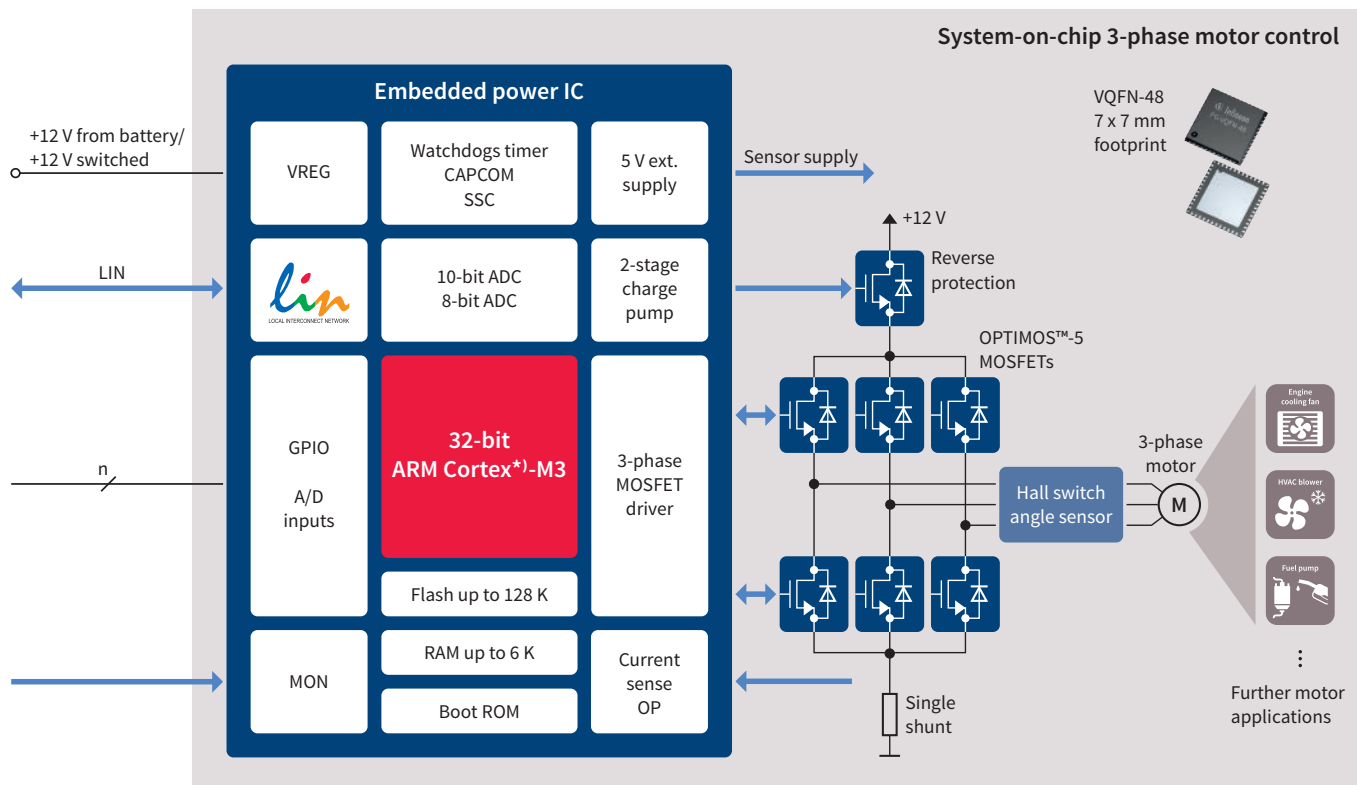 System-on-chip 3-phase motor control
Embedded power IC
VQFN-48
7 x 7 mm
footprint
Infineon
PG-VQFN-48
+12 V from battery/
+12 V switched
VREG
Watchdogs timer
CAPCOM
SSC
5 V ext.
supply
Sensor supply
+12 V
LIN
lin
LOCAL INTERCONNECT NETWORK
10-bit ADC
8-bit ADC
2-stage
charge
pump
Reverse
protection
OPTIMOS™-5
MOSFETs
n
GPIO
A/D
inputs
32-bit
ARM Cortex*)-M3
3-phase
MOSFET
driver
Flash up to 128 K
Hall switch
angle sensor
3-phase
motor
M
Engine
cooling fan
HVAC blower
Fuel pump
MON
RAM up to 6 K
Boot ROM
Current
sense
OP
Single
shunt
Further motor
applications